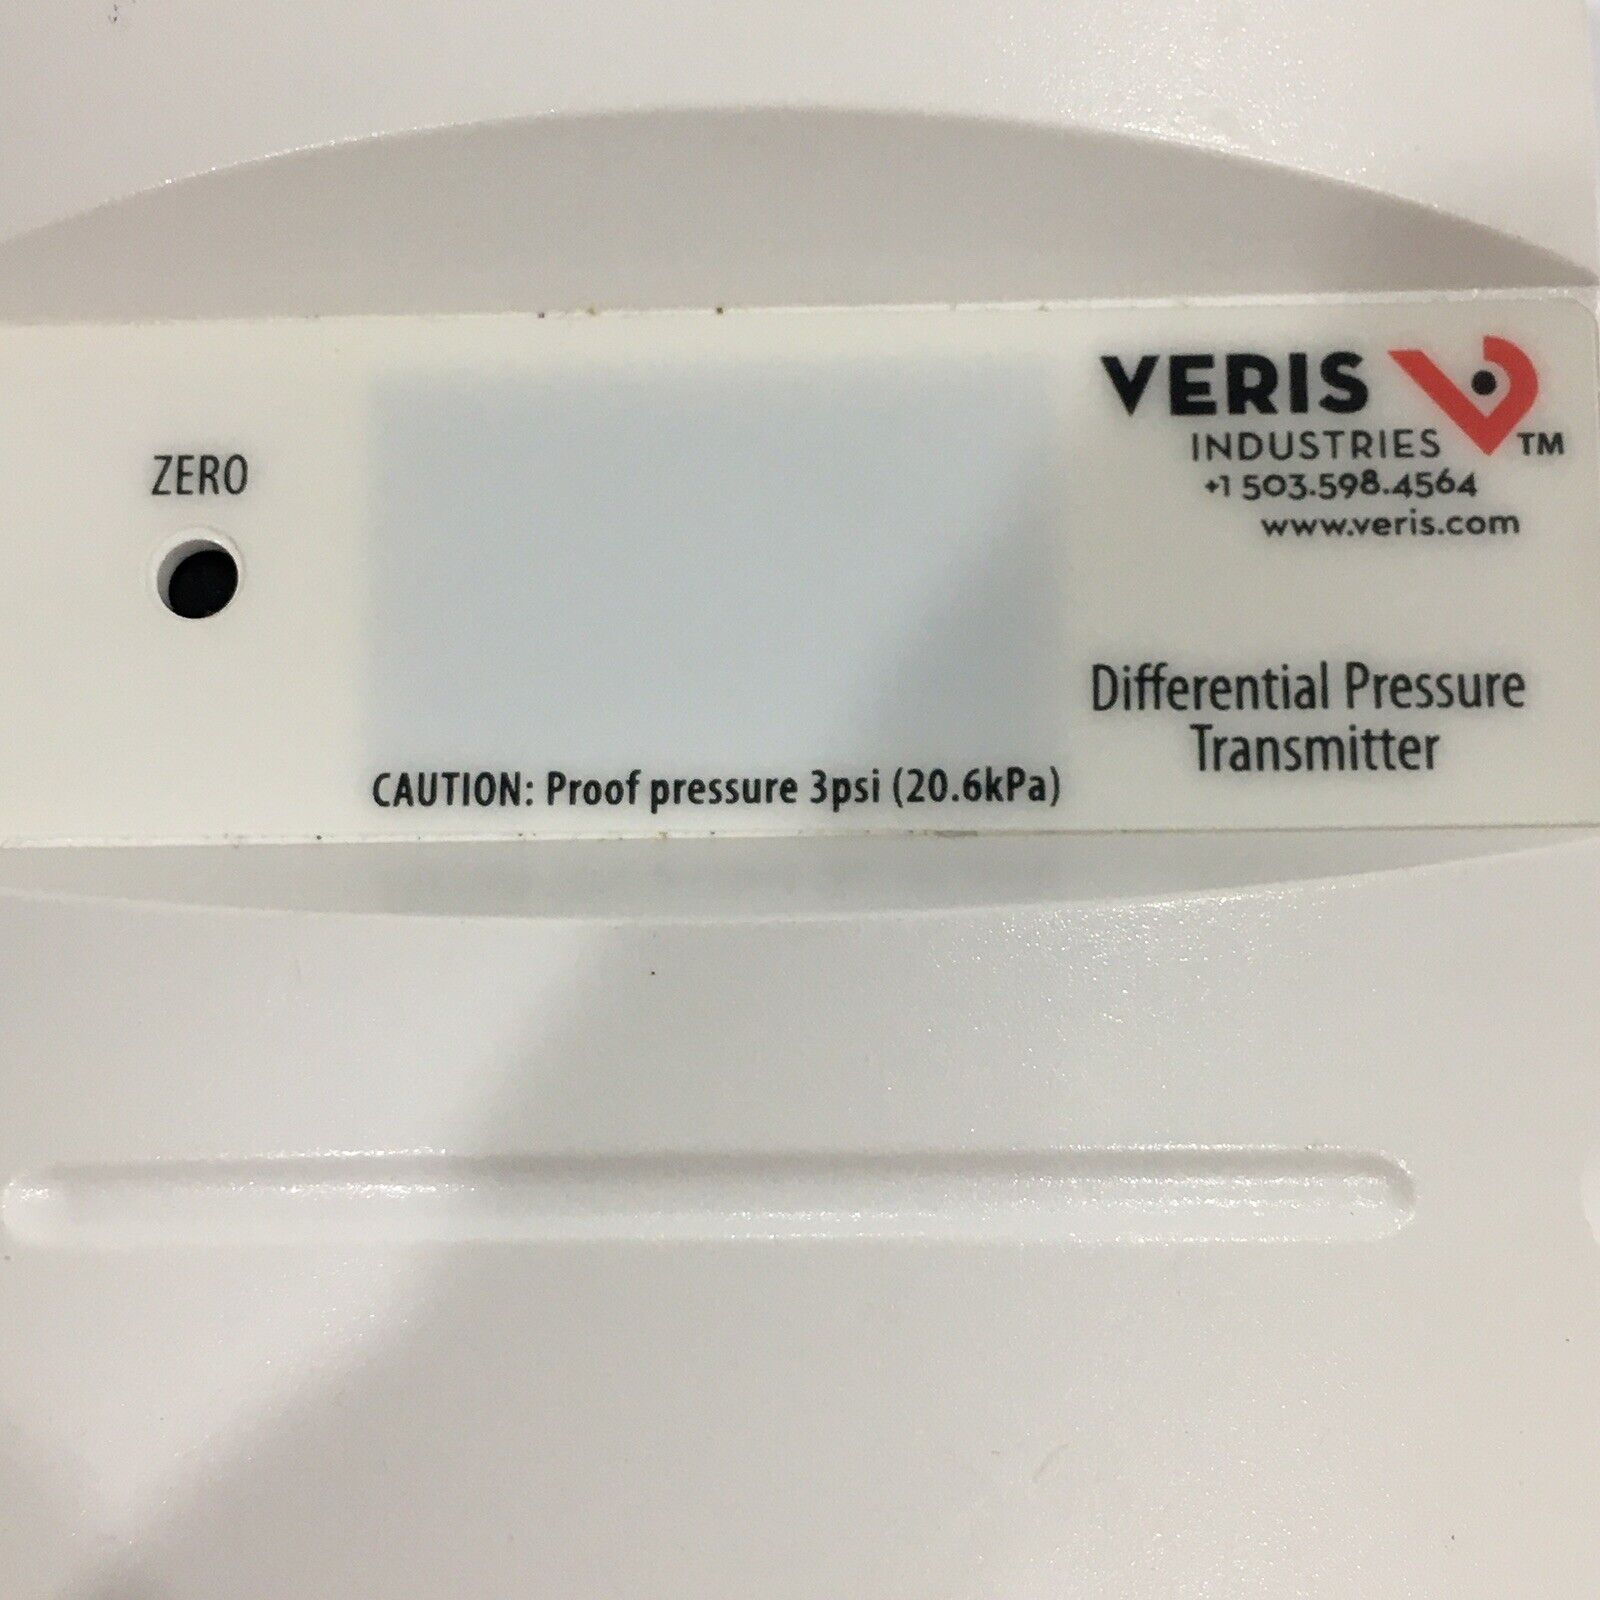 ZERO
VERIS
INDUSTRIES TM
+1 503.598.4564
www.veris.com
Differential Pressure
Transmitter
CAUTION: Proof pressure 3psi (20.6kPa)